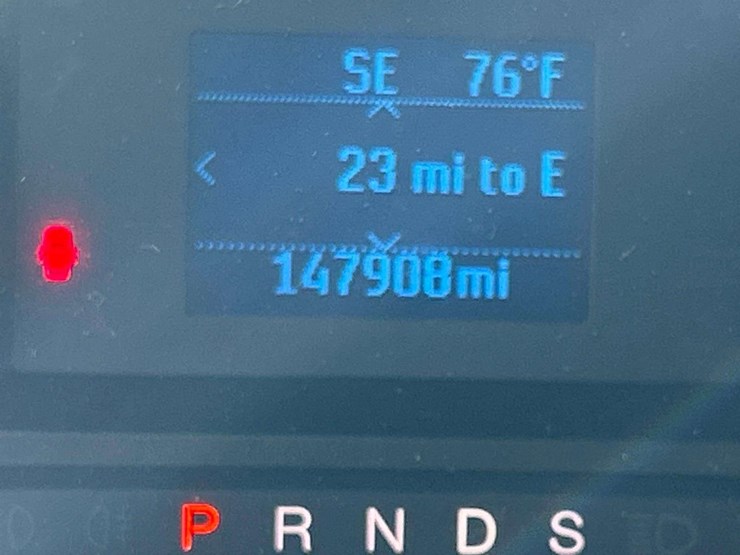 SE 76°F
23 mi to E
147908mi
P R N D S